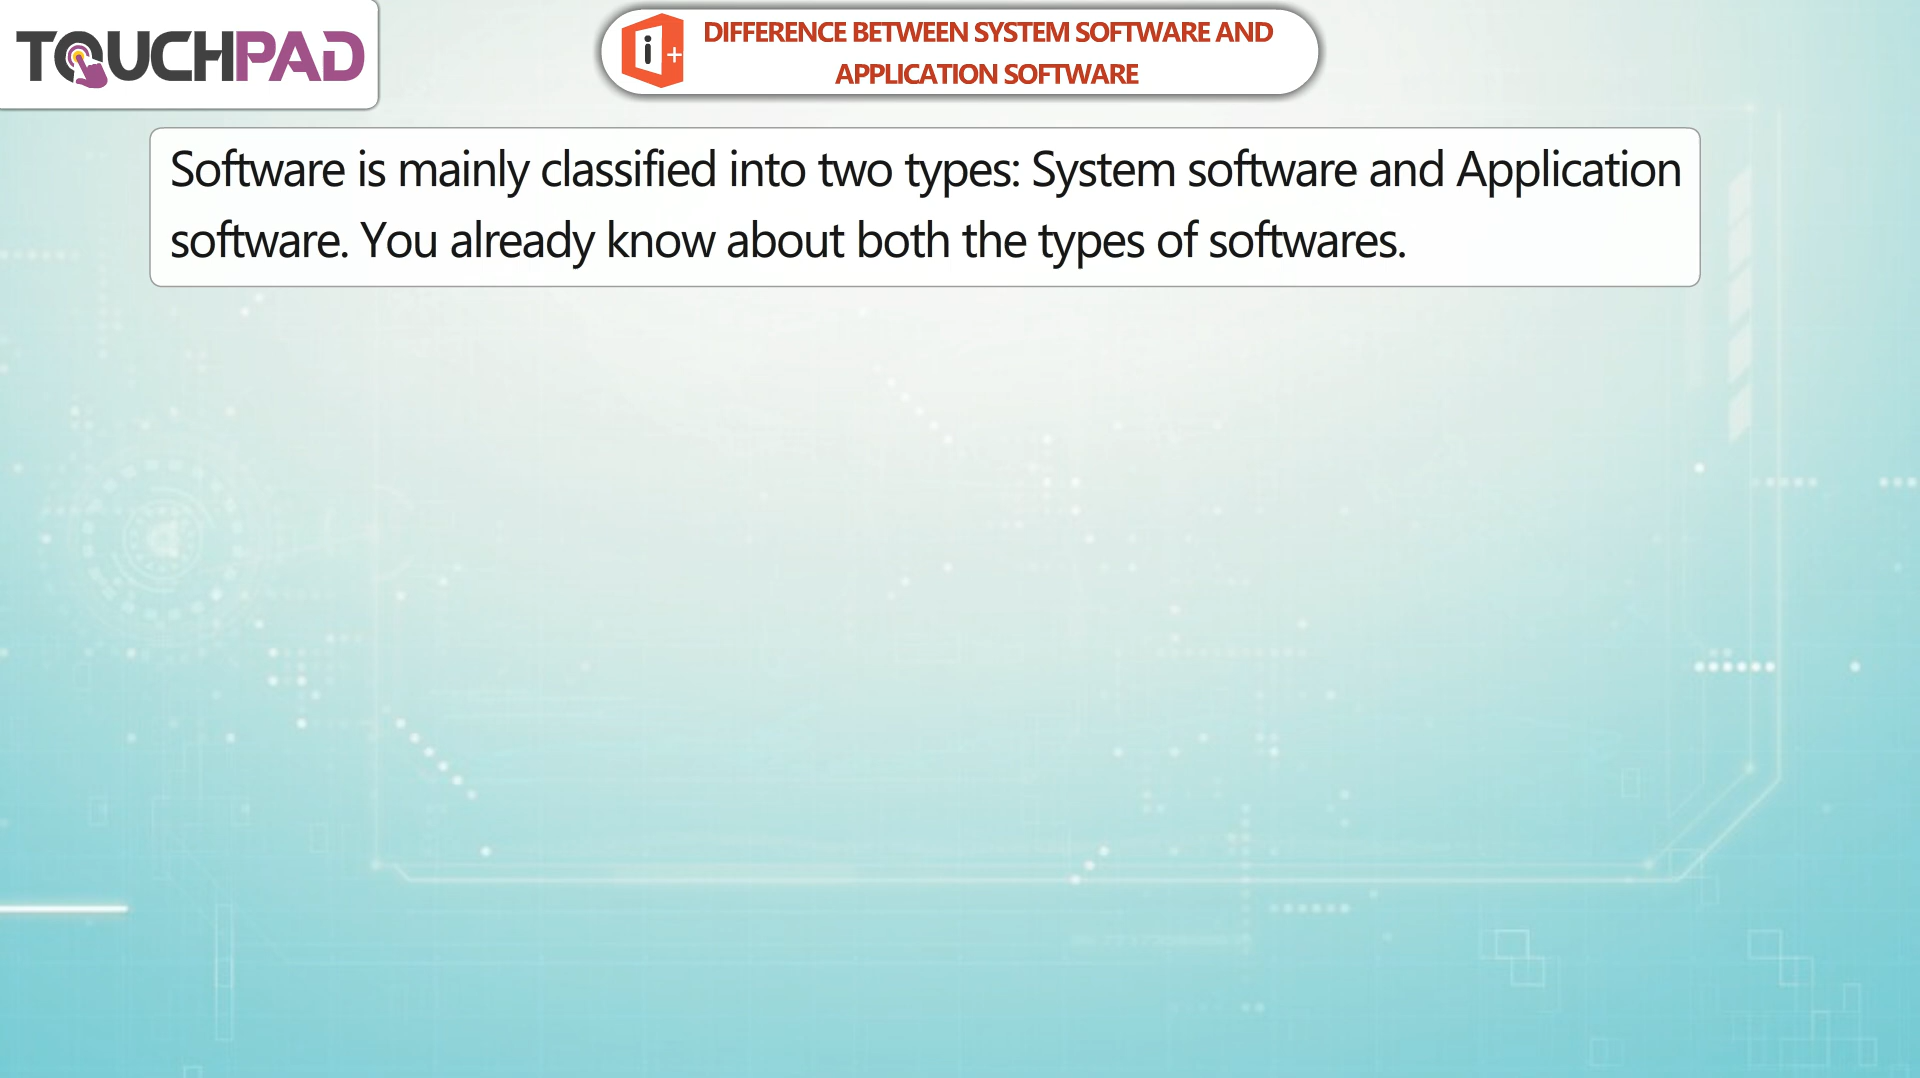 TOUCHPAD
i+
DIFFERENCE BETWEEN SYSTEM SOFTWARE AND
APPLICATION SOFTWARE
Software is mainly classified into two types: System software and Application
software. You already know about both the types of softwares.